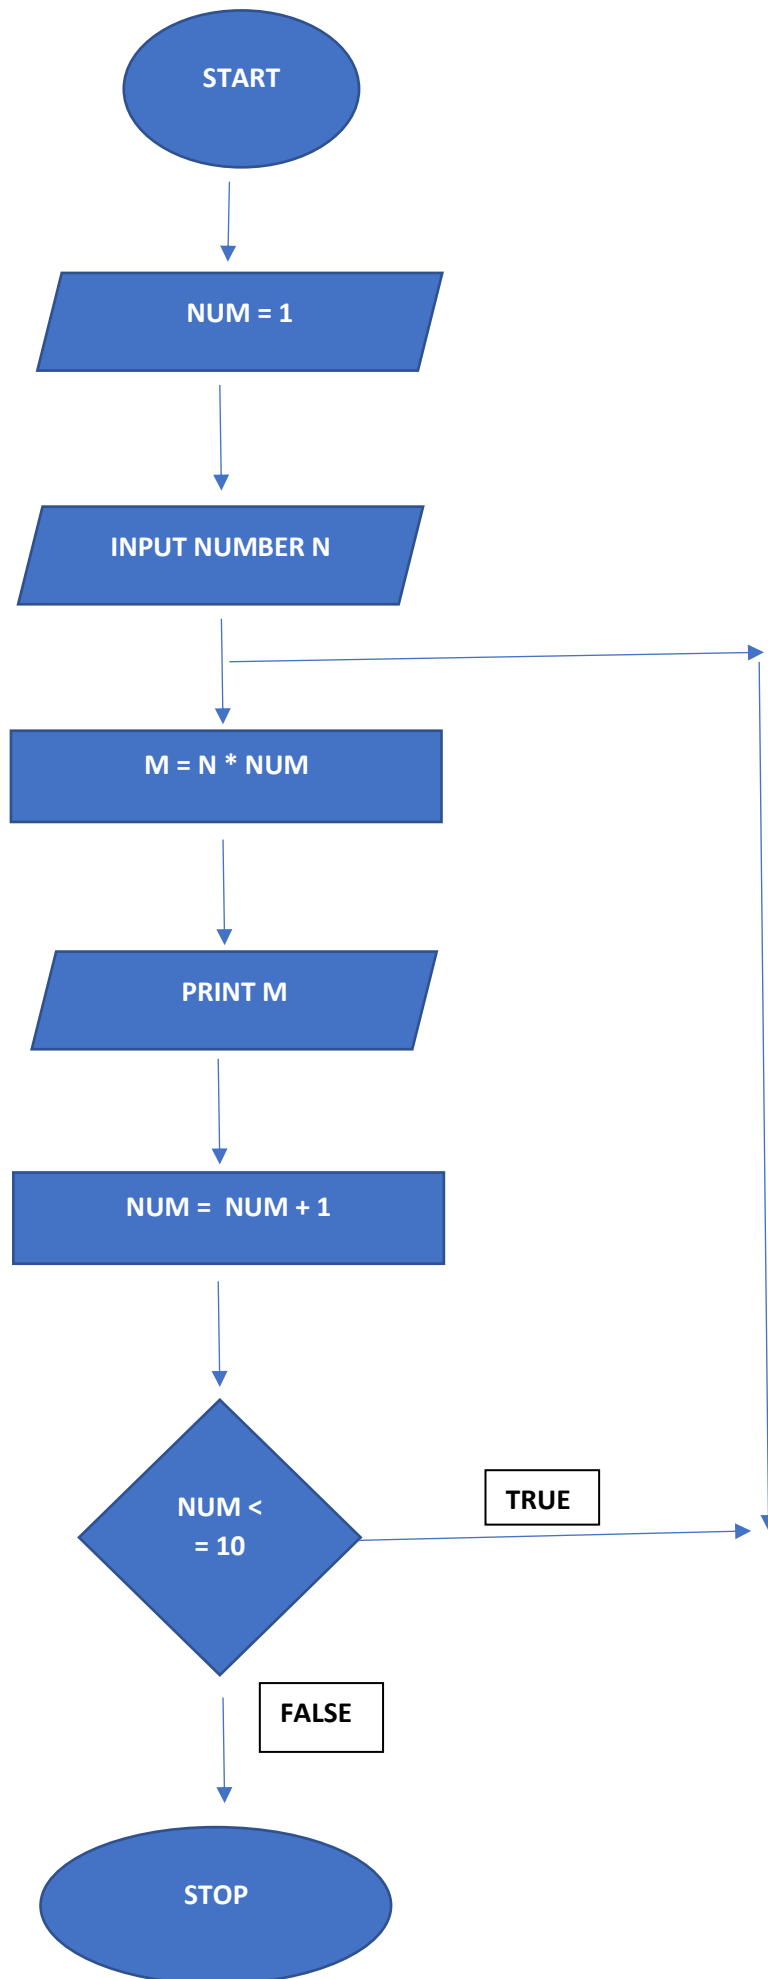 START
NUM = 1
INPUT NUMBER N
M = N * NUM
PRINT M
NUM =  NUM + 1
NUM <
= 10
TRUE
FALSE
STOP